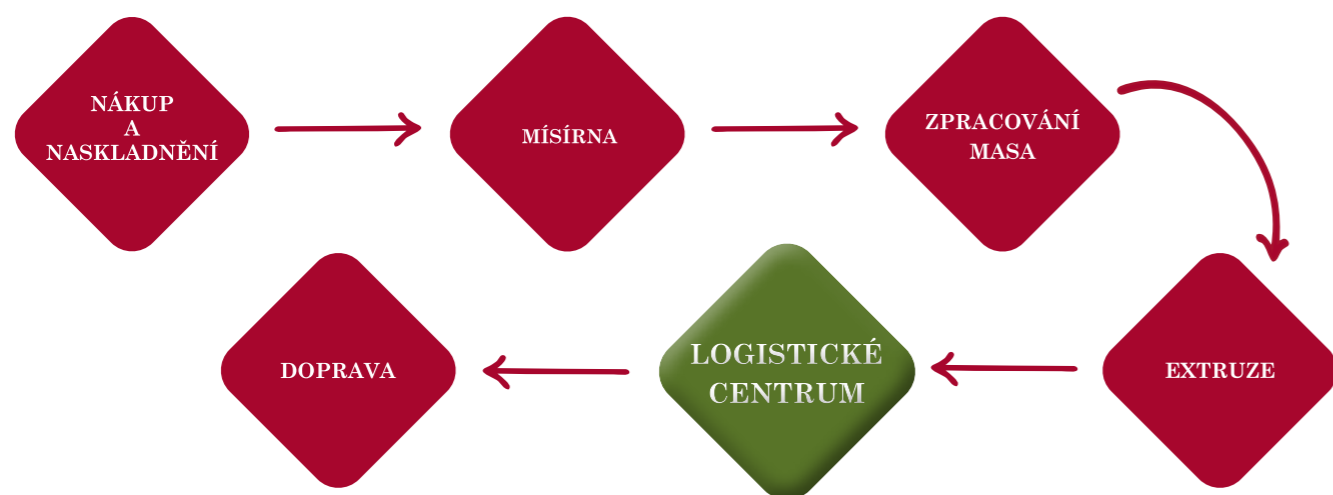 NÁKUP
A
NASKLADNĚNÍ
MÍSÍRNA
ZPRACOVÁNÍ
MASA
EXTRUZE
LOGISTICKÉ
CENTRUM
DOPRAVA